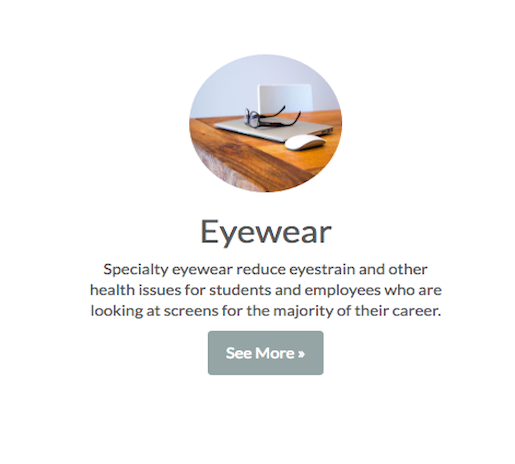 Eyewear
Specialty eyewear reduce eyestrain and other
health issues for students and employees who are
looking at screens for the majority of their career.
See More »